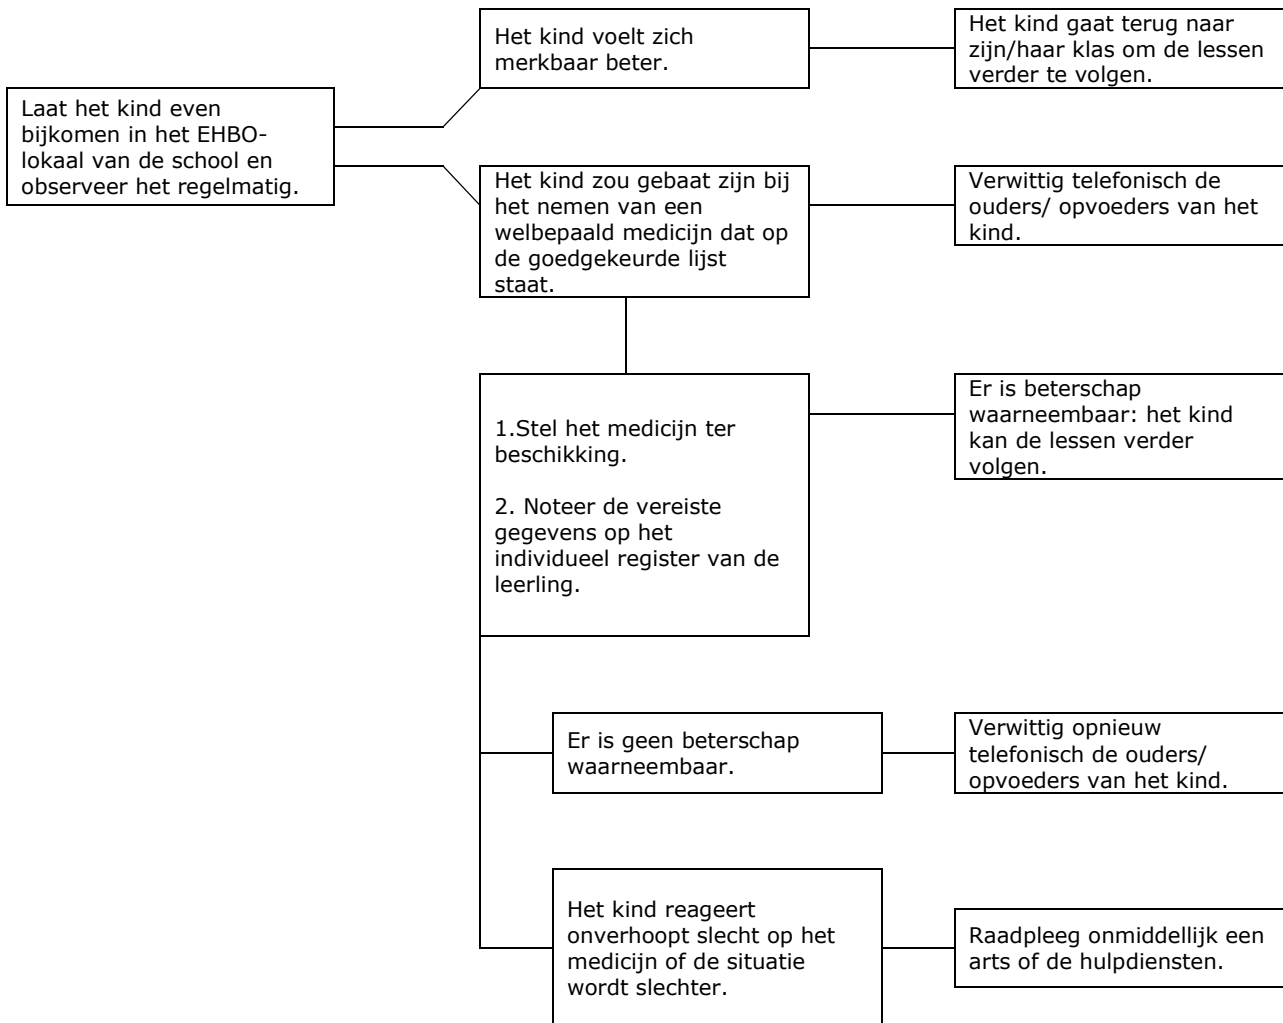 Het kind voelt zich
merkbaar beter.
Het kind gaat terug naar
zijn/haar klas om de lessen
verder te volgen.
Laat het kind even
bijkomen in het EHBO-
lokaal van de school en
observeer het regelmatig.
Het kind zou gebaat zijn bij
het nemen van een
welbepaald medicijn dat op
de goedgekeurde lijst
staat.
Verwittig telefonisch de
ouders/ opvoeders van het
kind.
1.Stel het medicijn ter
beschikking.
2. Noteer de vereiste
gegevens op het
individueel register van de
leerling.
Er is beterschap
waarneembaar: het kind
kan de lessen verder
volgen.
Er is geen beterschap
waarneembaar.
Verwittig opnieuw
telefonisch de ouders/
opvoeders van het kind.
Het kind reageert
onverhoopt slecht op het
medicijn of de situatie
wordt slechter.
Raadpleeg onmiddellijk een
arts of de hulpdiensten.